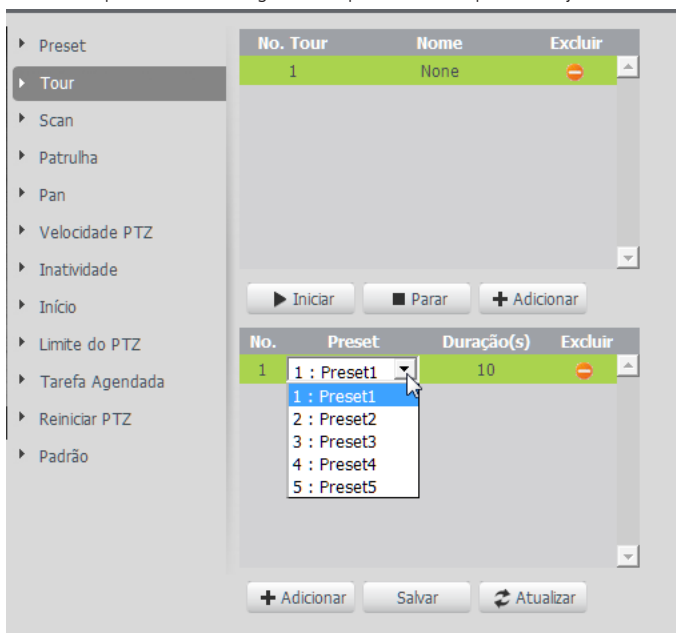 Preset
Tour
Scan
Patrulha
Pan
Velocidade PTZ
Inatividade
Início
Limite do PTZ
Tarefa Agendada
Reiniciar PTZ
Padrão
No. Tour Nome Excluir
1 None
Iniciar Parar Adicionar
No. Preset Duração(s) Excluir
1 1 : Preset1 10
1 : Preset1
2 : Preset2
3 : Preset3
4 : Preset4
5 : Preset5
Adicionar Salvar Atualizar